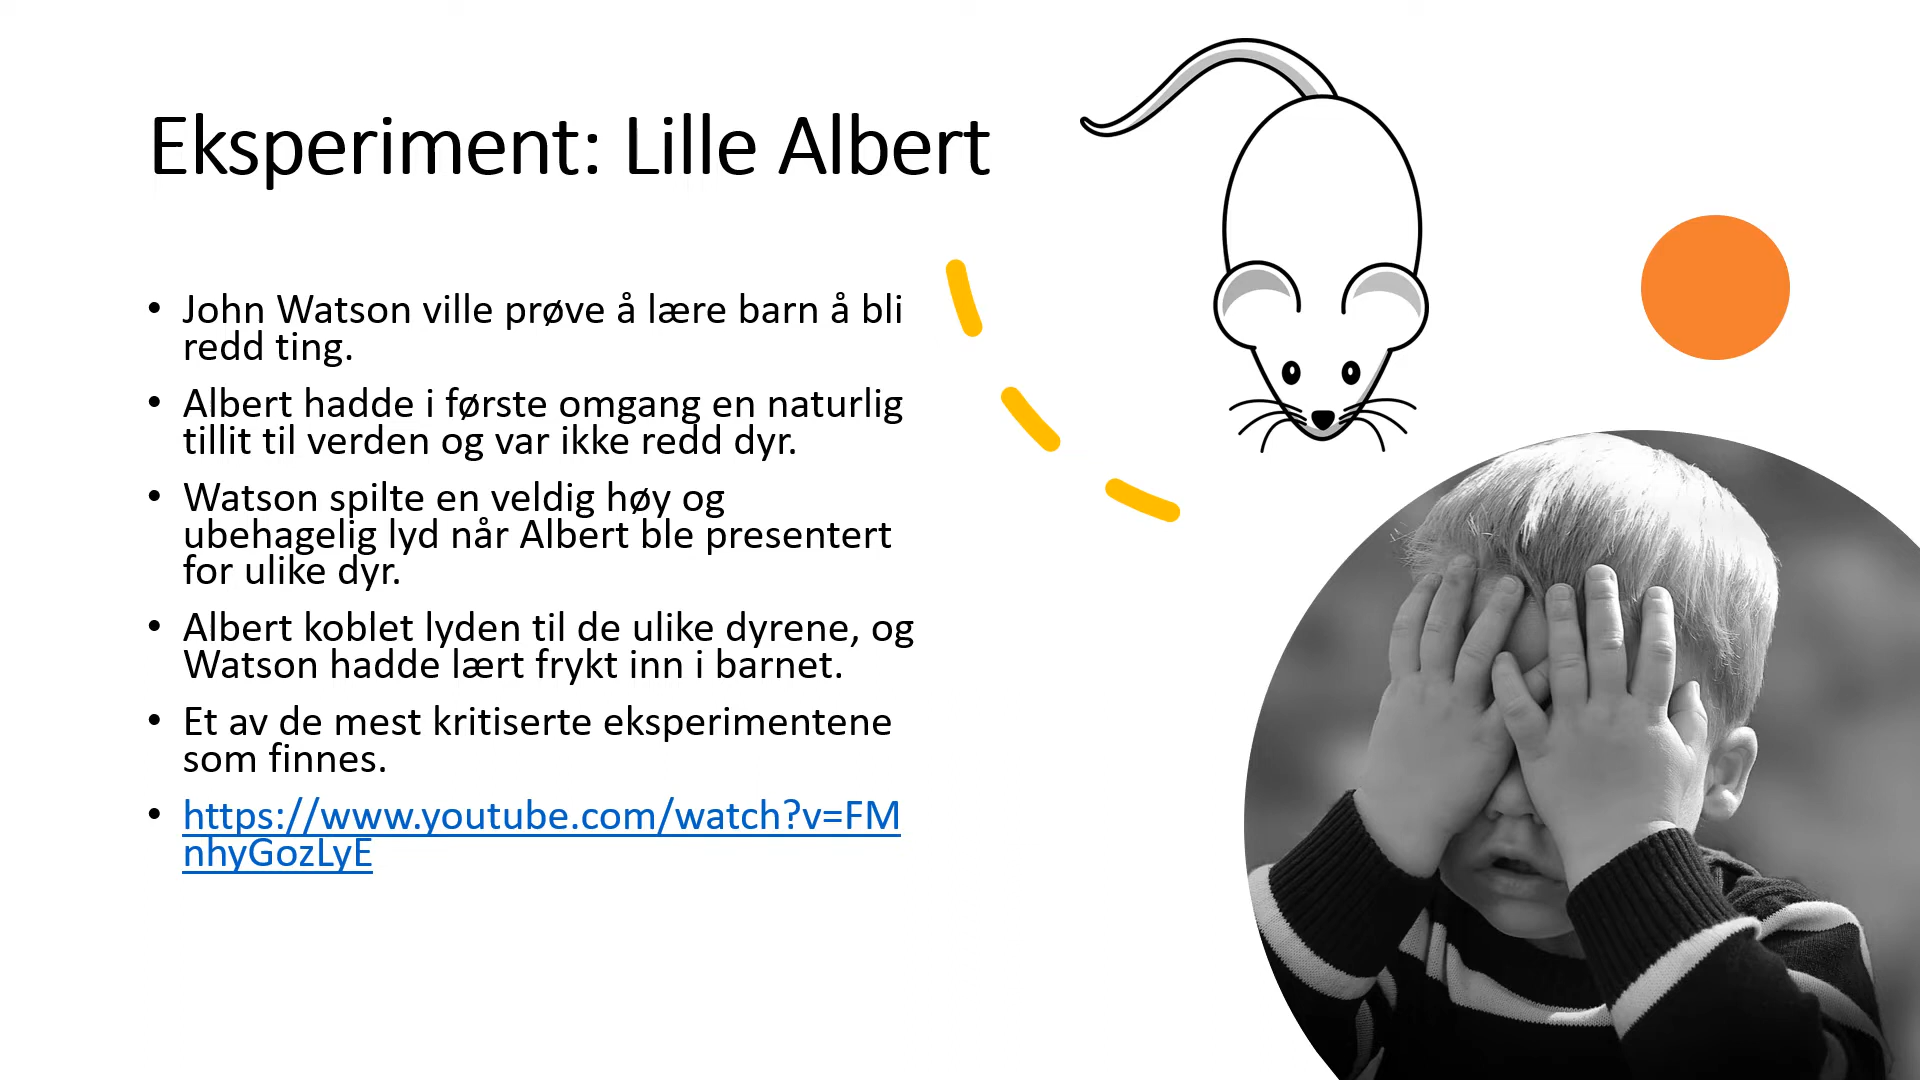 Eksperiment: Lille Albert
• John Watson ville prøve å lære barn å bli
redd ting.
• Albert hadde i første omgang en naturlig
tillit til verden og var ikke redd dyr.
• Watson spilte en veldig høy og
ubehagelig lyd når Albert ble presentert
for ulike dyr.
• Albert koblet lyden til de ulike dyrene, og
Watson hadde lært frykt inn i barnet.
• Et av de mest kritiserte eksperimentene
som finnes.
• https://www.youtube.com/watch?v=FM
nhyGozLyE